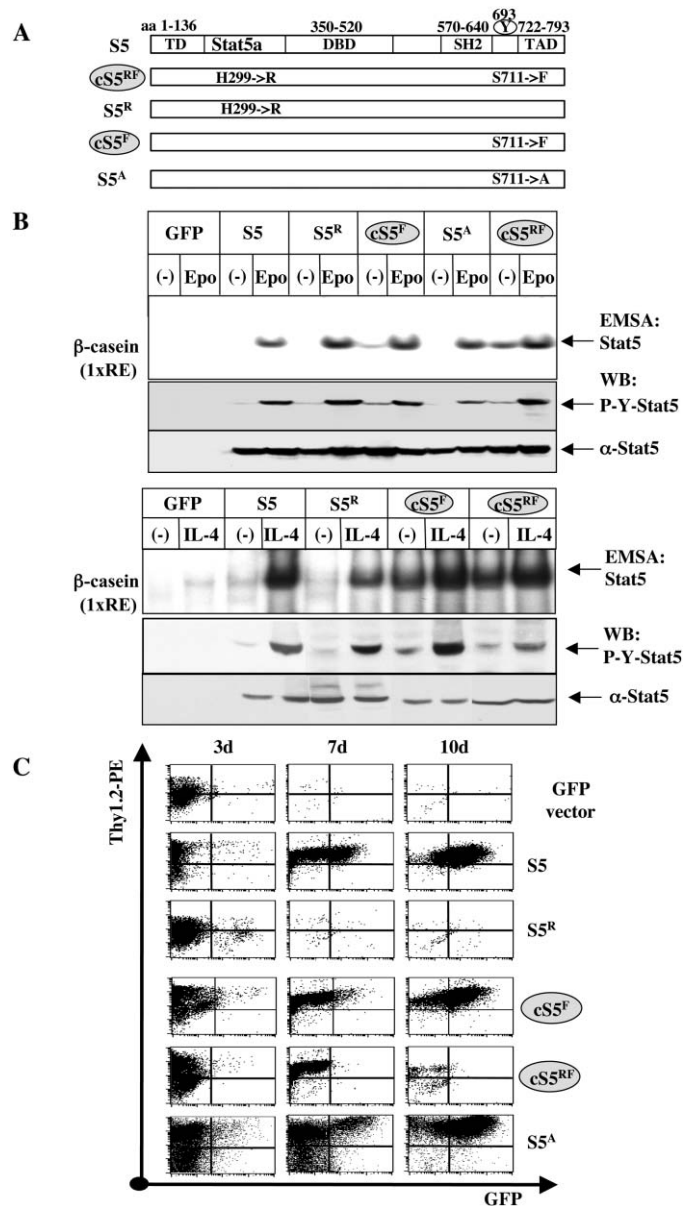 A
aa 1-136 350-520 570-640 693 722-793
Y
S5 TD Stat5a DBD SH2 TAD
cS5RF H299->R S711->F
S5R H299->R
cS5F S711->F
S5A S711->A
B
GFP S5 S5R cS5F S5A cS5RF
(-) Epo (-) Epo (-) Epo (-) Epo (-) Epo (-) Epo
β-casein
(1xRE)
EMSA:
Stat5
WB:
P-Y-Stat5
α-Stat5
GFP S5 S5R cS5F cS5RF
(-) IL-4 (-) IL-4 (-) IL-4 (-) IL-4 (-) IL-4
β-casein
(1xRE)
EMSA:
Stat5
WB:
P-Y-Stat5
α-Stat5
C
3d 7d 10d
Thy1.2-PE
GFP
vector
S5
S5R
cS5F
cS5RF
S5A
GFP